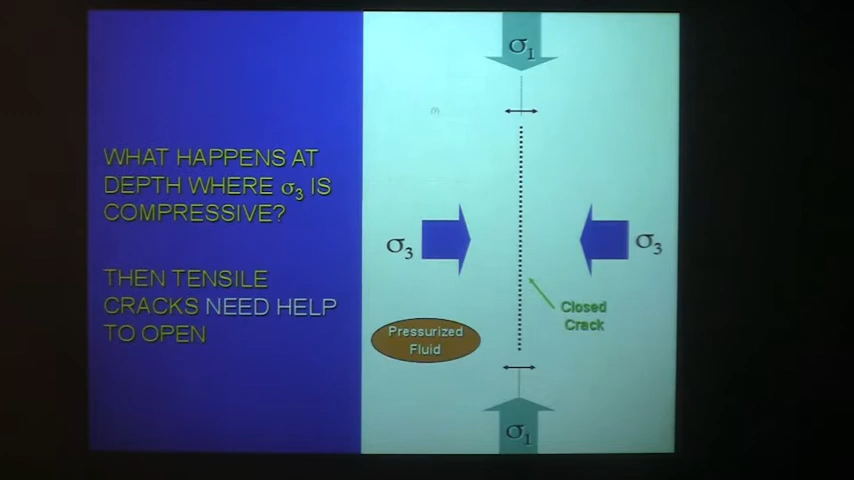 WHAT HAPPENS AT
DEPTH WHERE σ3 IS
COMPRESSIVE?
THEN TENSILE
CRACKS NEED HELP
TO OPEN
σ1
σ3
σ3
Closed
Crack
Pressurized
Fluid
σ1